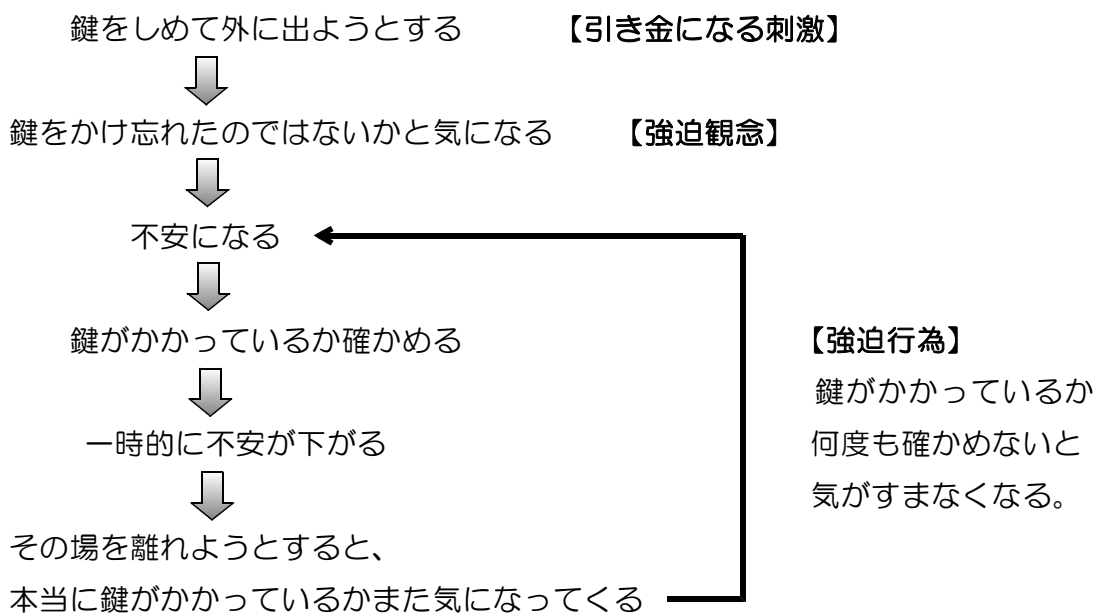 鍵をしめて外に出ようとする 【引き金になる刺激】
鍵をかけ忘れたのではないかと気になる 【強迫観念】
不安になる
鍵がかかっているか確かめる 【強迫行為】
鍵がかかっているか
一時的に不安が下がる 何度も確かめないと
気がすまなくなる。
その場を離れようとすると、
本当に鍵がかかっているかまた気になってくる